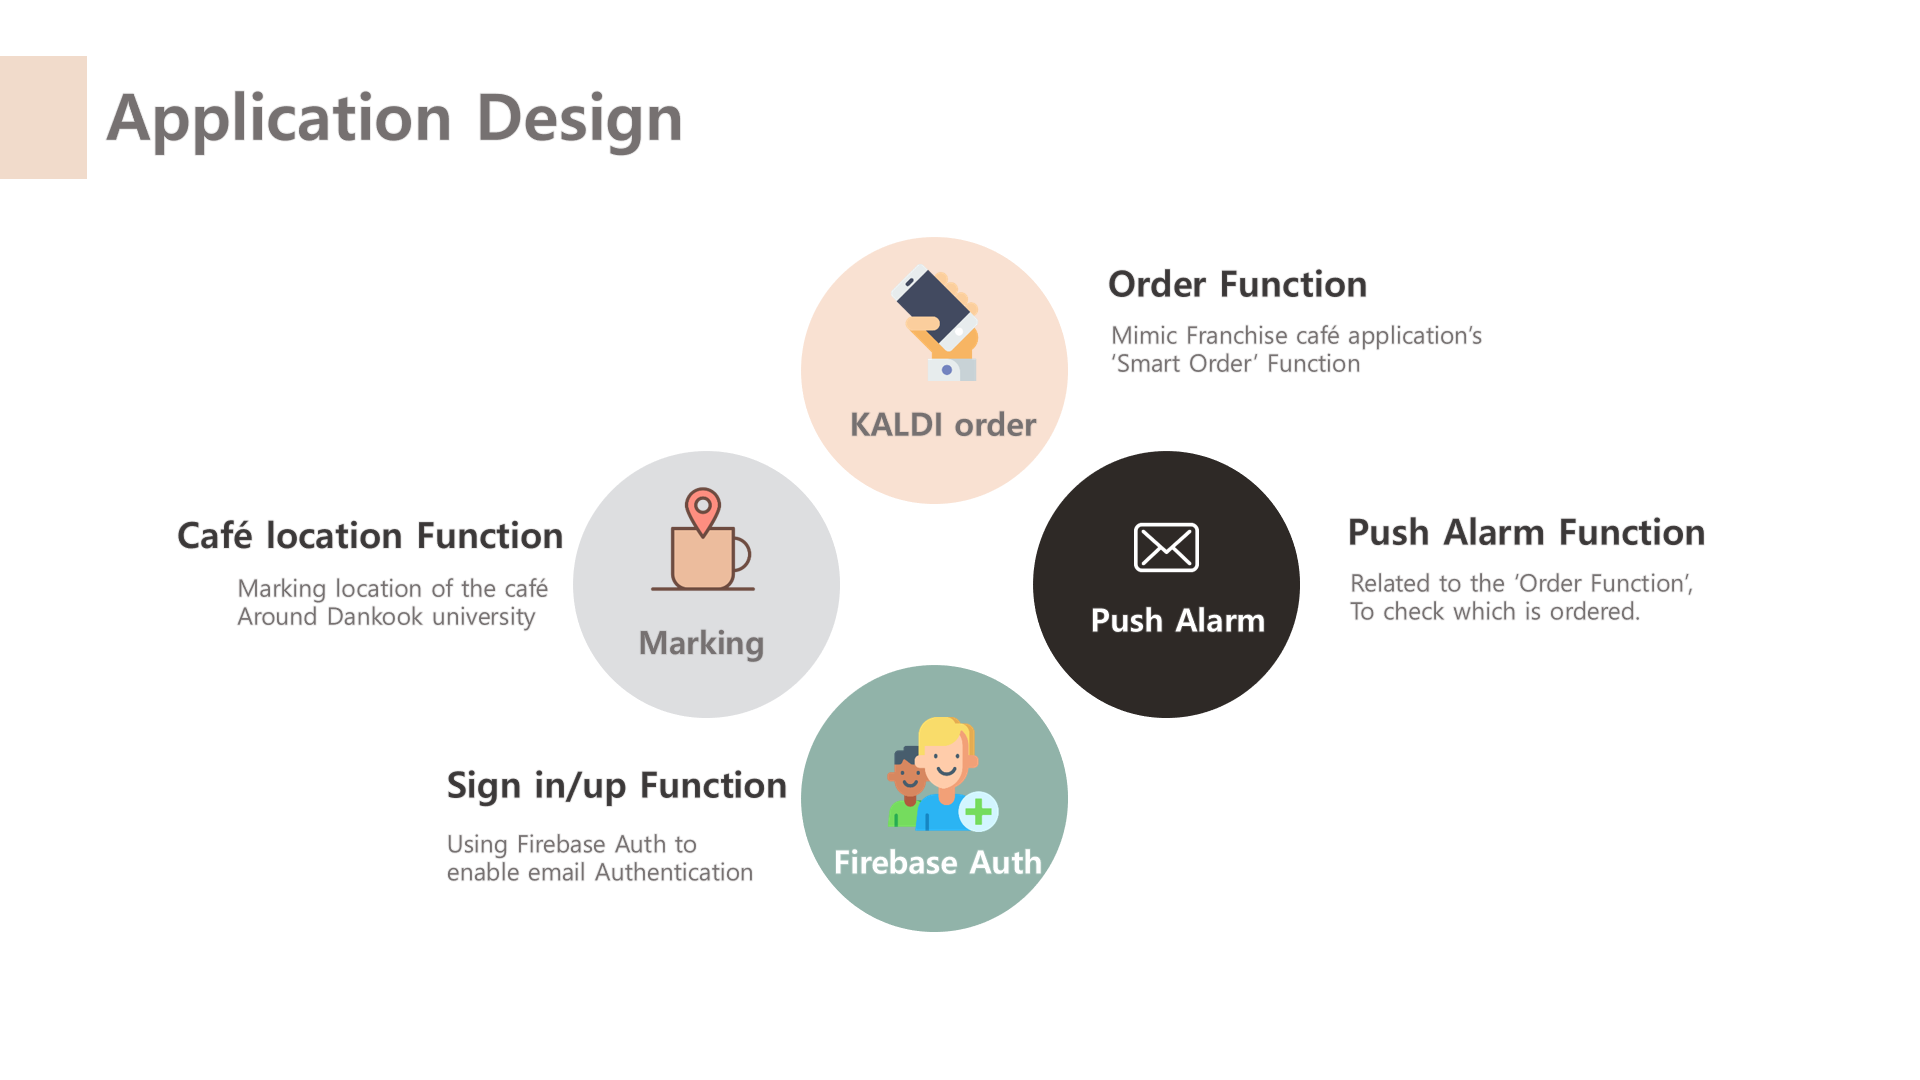 Application Design
KALDI order
Order Function
Mimic Franchise café application’s
‘Smart Order’ Function
Café location Function
Marking location of the café
Around Dankook university
Marking
Push Alarm
Push Alarm Function
Related to the ‘Order Function’,
To check which is ordered.
Sign in/up Function
Using Firebase Auth to
enable email Authentication
Firebase Auth